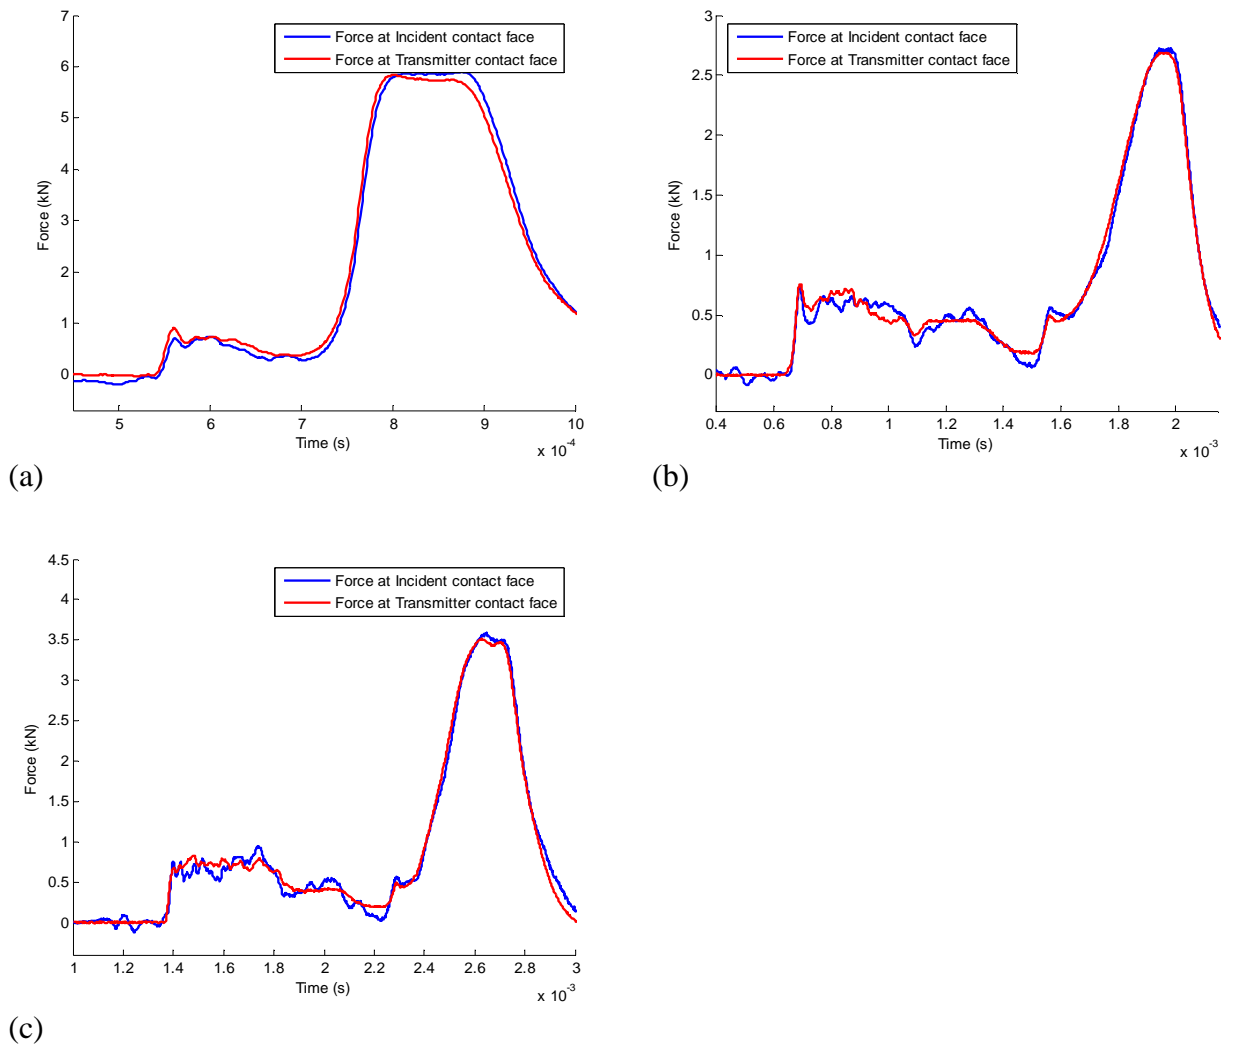 7
6
5
4
3
2
1
0
Force (kN)
Force at Incident contact face
Force at Transmitter contact face
5 6 7 8 9 10
Time (s)
x 10-4
(a)
3
2.5
2
1.5
1
0.5
0
Force (kN)
Force at Incident contact face
Force at Transmitter contact face
0.4 0.6 0.8 1 1.2 1.4 1.6 1.8 2
Time (s)
x 10-3
(b)
4.5
4
3.5
3
2.5
2
1.5
1
0.5
0
Force (kN)
Force at Incident contact face
Force at Transmitter contact face
1 1.2 1.4 1.6 1.8 2 2.2 2.4 2.6 2.8 3
Time (s)
x 10-3
(c)